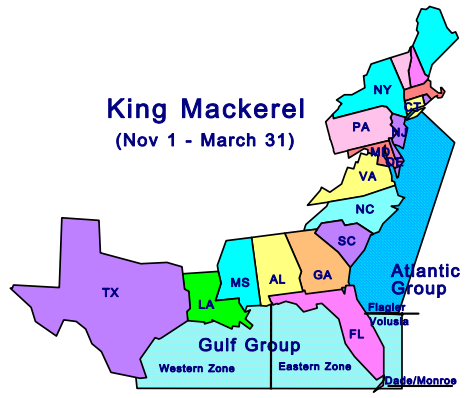 King Mackerel
(Nov 1 - March 31)
NY
CT
PA
NJ
MD
DE
VA
NC
SC
TX
LA
MS
AL
GA
FL
Atlantic
Group
Flagler
Volusia
Gulf Group
Western Zone
Eastern Zone
Dade/Monroe